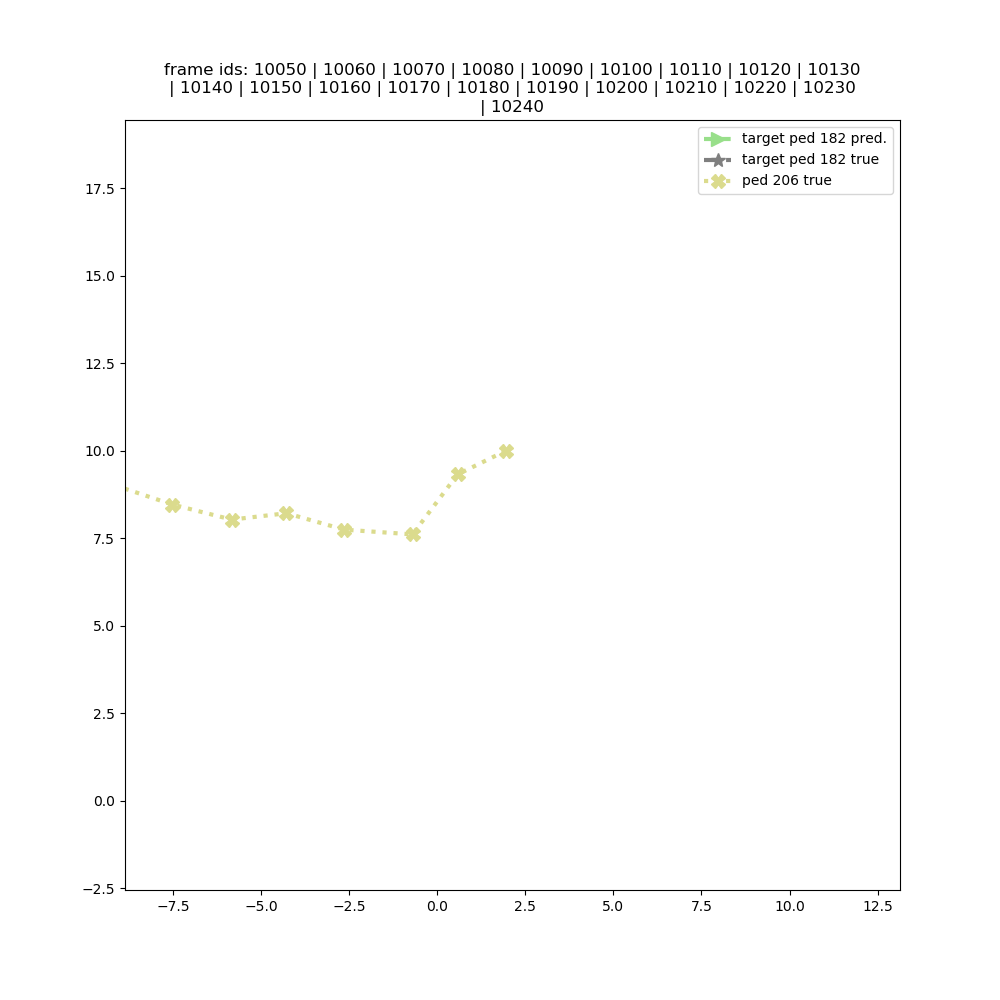 frame ids: 10050 | 10060 | 10070 | 10080 | 10090 | 10100 | 10110 | 10120 | 10130
| 10140 | 10150 | 10160 | 10170 | 10180 | 10190 | 10200 | 10210 | 10220 | 10230
| 10240
target ped 182 pred.
target ped 182 true
ped 206 true
17.5
15.0
12.5
10.0
7.5
5.0
2.5
0.0
−2.5
−7.5 −5.0 −2.5 0.0 2.5 5.0 7.5 10.0 12.5